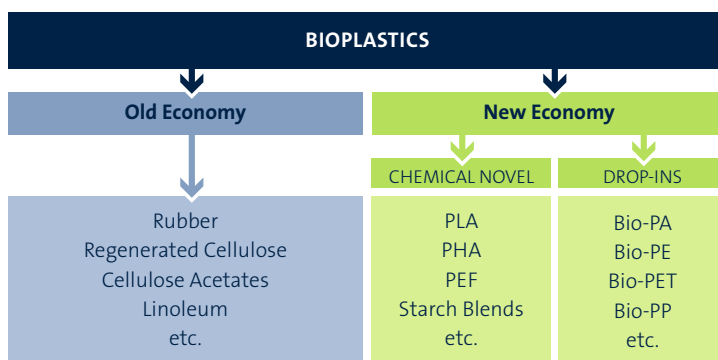 BIOPLASTICS
Old Economy
New Economy
CHEMICAL NOVEL
DROP-INS
Rubber
Regenerated Cellulose
Cellulose Acetates
Linoleum
etc.
PLA
PHA
PEF
Starch Blends
etc.
Bio-PA
Bio-PE
Bio-PET
Bio-PP
etc.